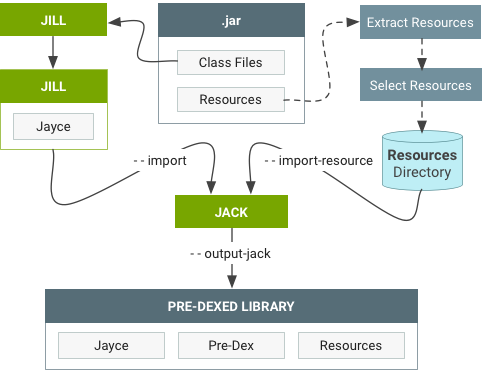 JILL
.jar
Extract Resources
Class Files
JILL
Select Resources
Resources
Jayce
Resources
Directory
-- import
-- import-resource
JACK
-- output-jack
PRE-DEXED LIBRARY
Jayce
Pre-Dex
Resources